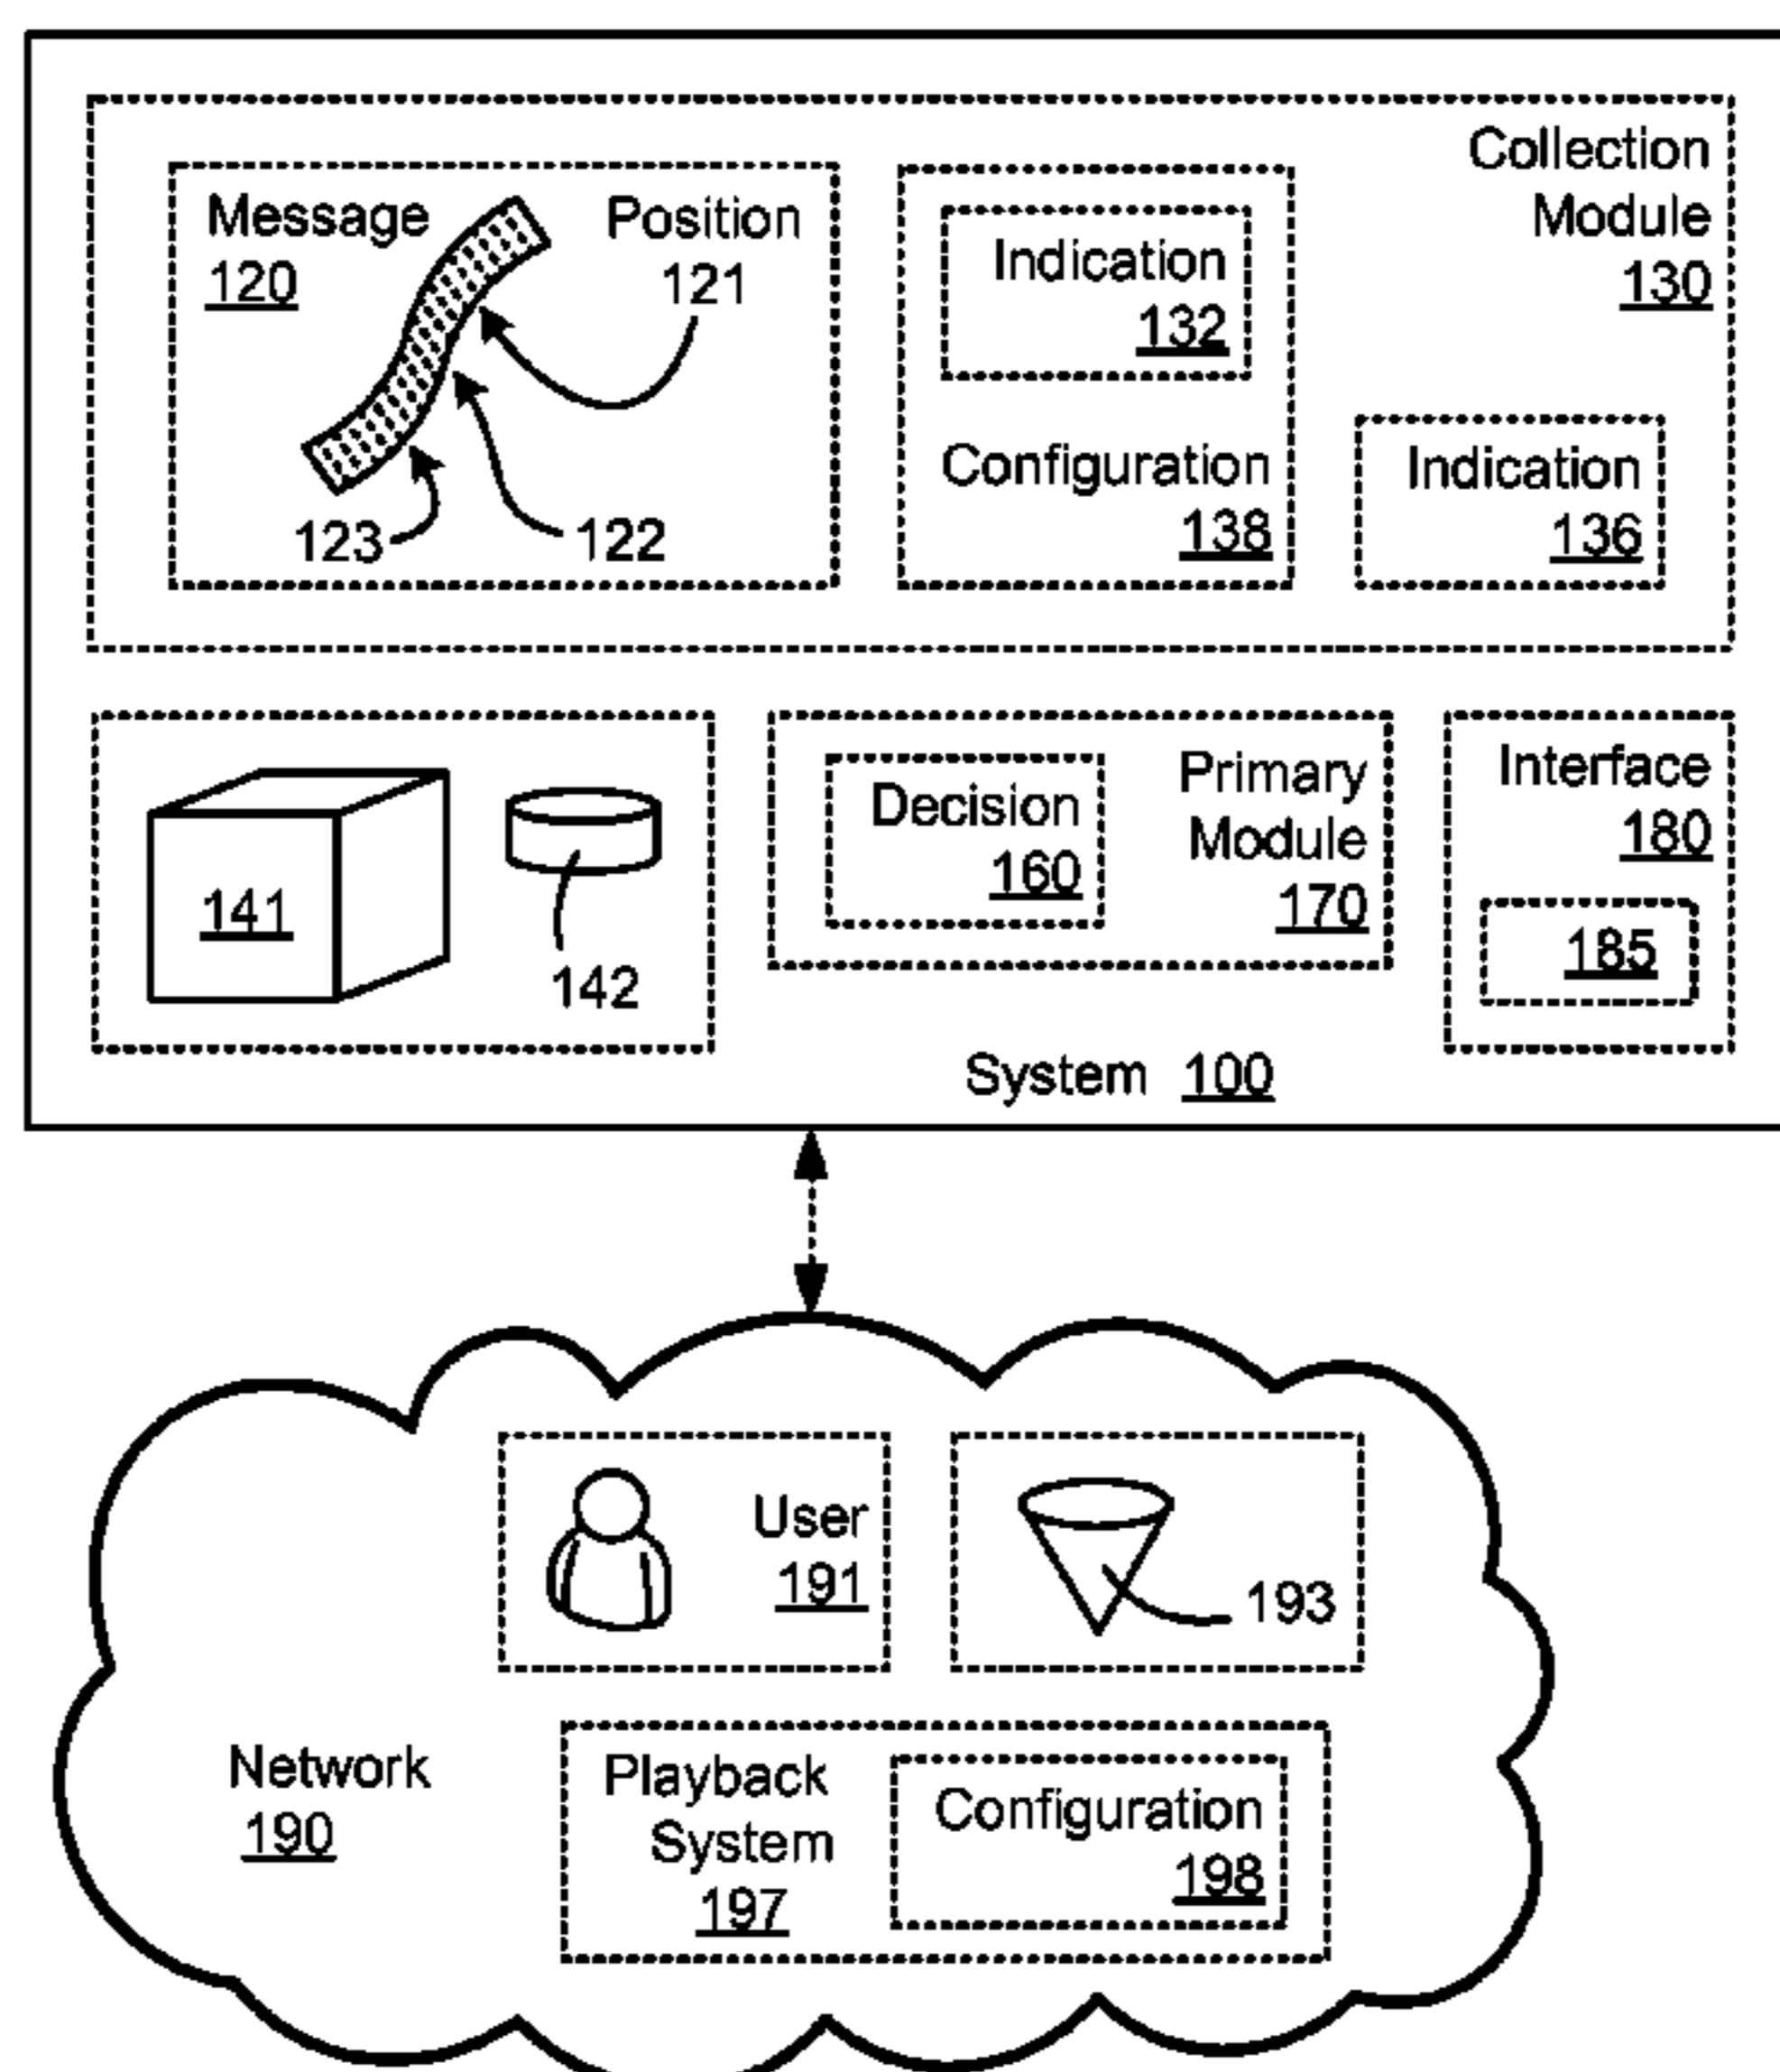 Collection
Module
130
Message
120
Position
121
122
123
Indication
132
Configuration
138
Indication
136
141
142
Decision
160
Primary
Module
170
Interface
180
185
System 100
User
191
193
Network
190
Playback
System
197
Configuration
198